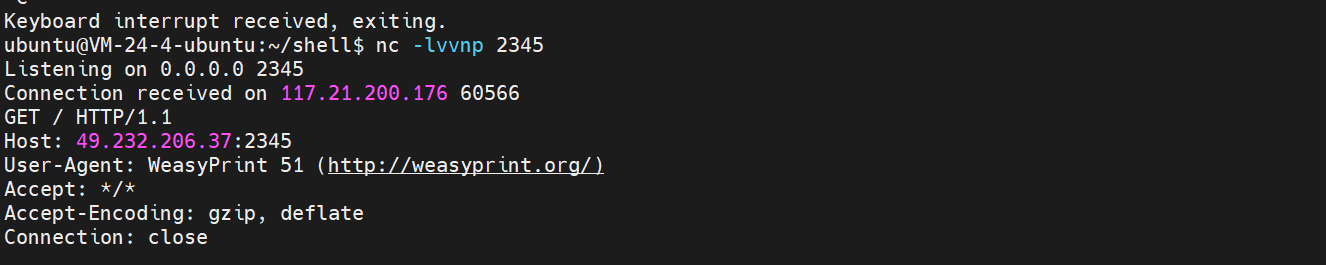 Keyboard interrupt received, exiting.
ubuntu@VM-24-4-ubuntu:~/shell$ nc -lvvnp 2345
Listening on 0.0.0.0 2345
Connection received on 117.21.200.176 60566
GET / HTTP/1.1
Host: 49.232.206.37:2345
User-Agent: WeasyPrint 51 (http://weasyprint.org/)
Accept: */*
Accept-Encoding: gzip, deflate
Connection: close